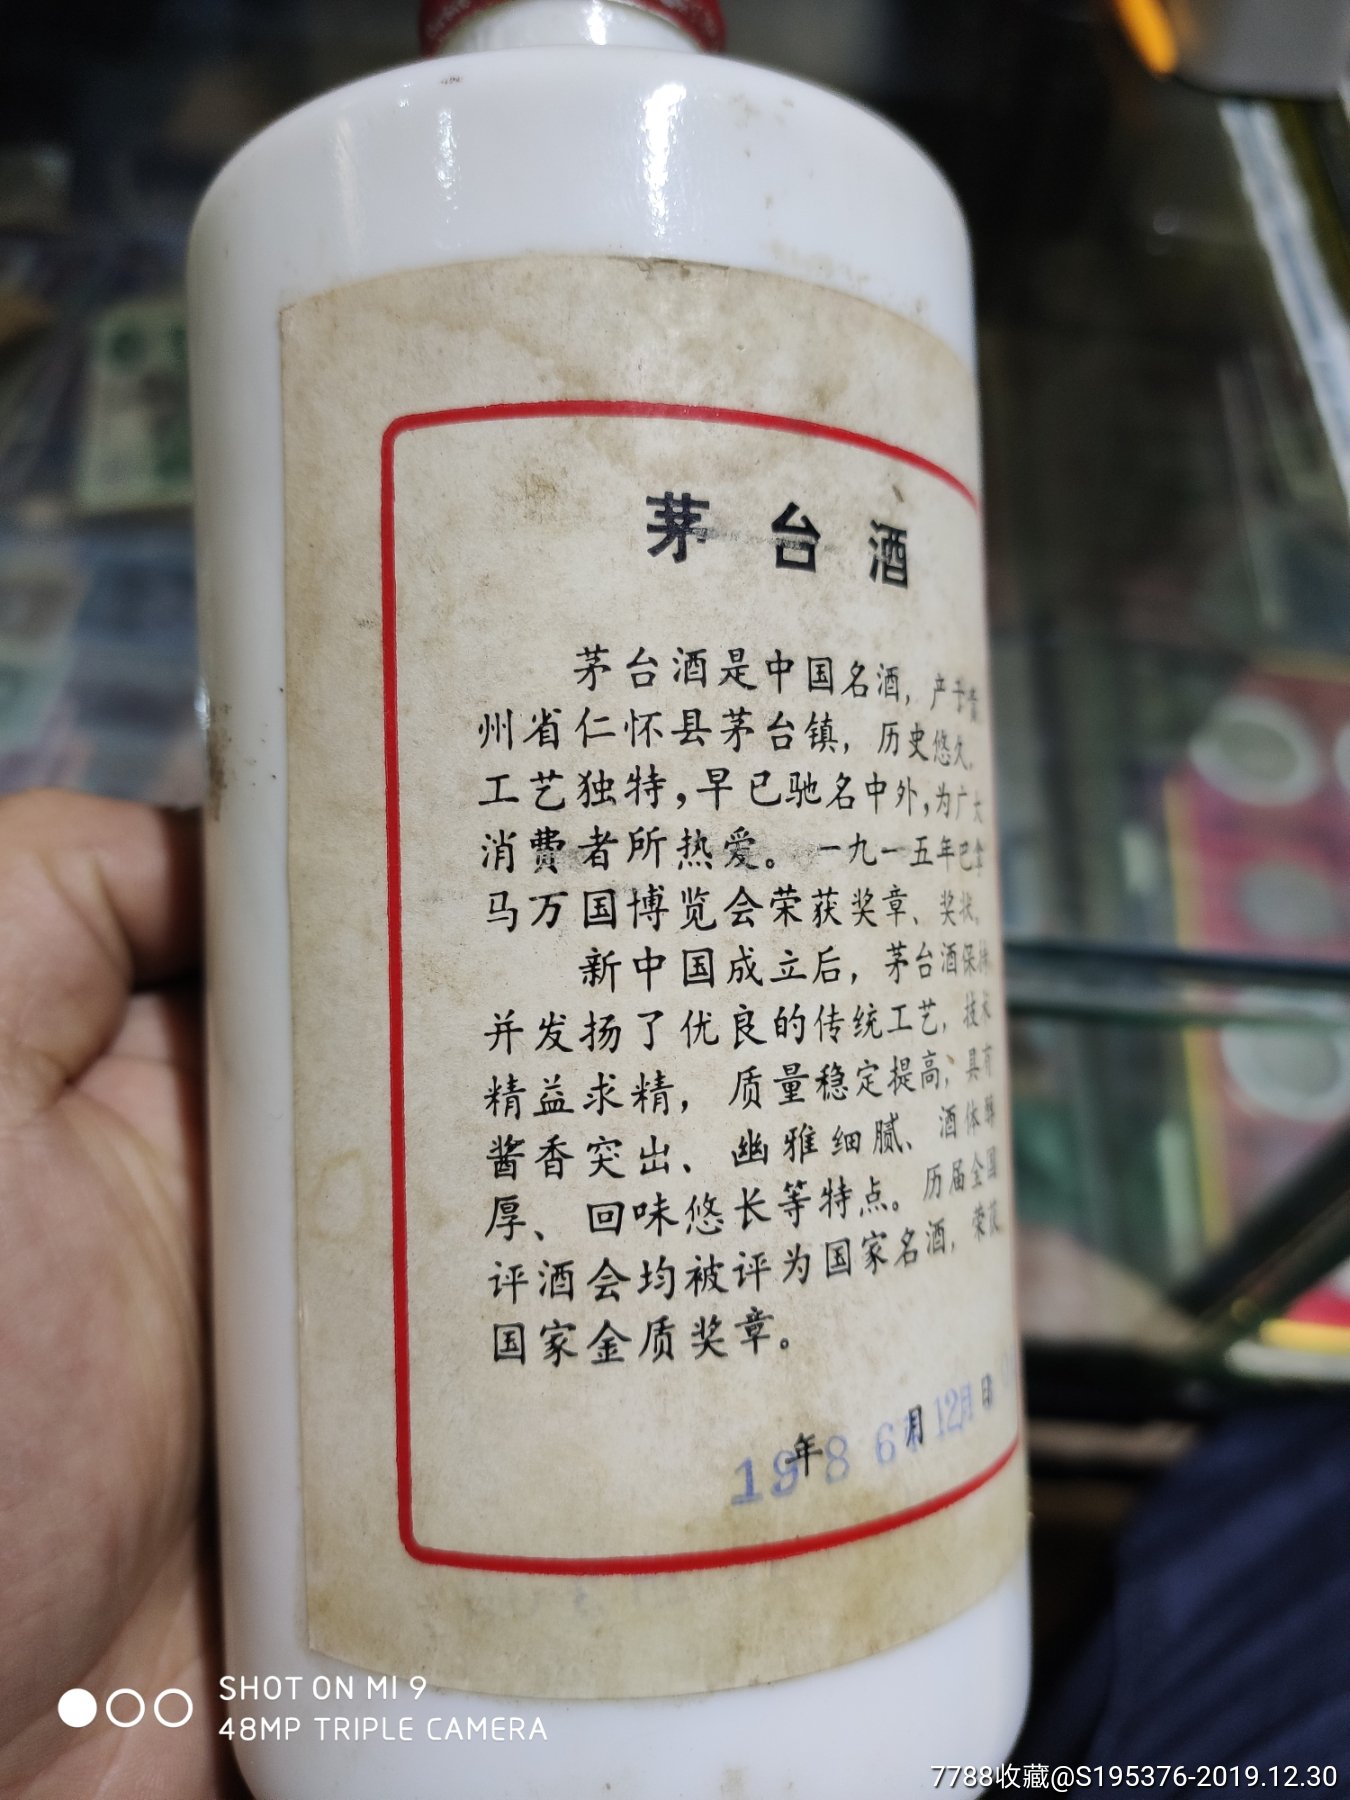 茅台酒
茅台酒是中国名酒，产于贵
州省仁怀县茅台镇，历史悠久，
工艺独特，早已驰名中外，为广大
消费者所热爱。一九一五年巴拿
马万国博览会荣获奖章、奖状。
新中国成立后，茅台酒保持
并发扬了优良的传统工艺，技术
精益求精，质量稳定提高，具有
酱香突出、幽雅细腻、酒体醇
厚、回味悠长等特点。历届全国
评酒会均被评为国家名酒，荣获
国家金质奖章。
年 月 日
1986年12月
SHOT ON MI 9
48MP TRIPLE CAMERA
7788收藏@S195376-2019.12.30